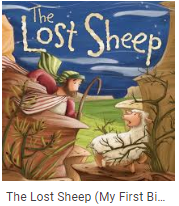 The
Lost Sheep
The Lost Sheep (My First Bi...